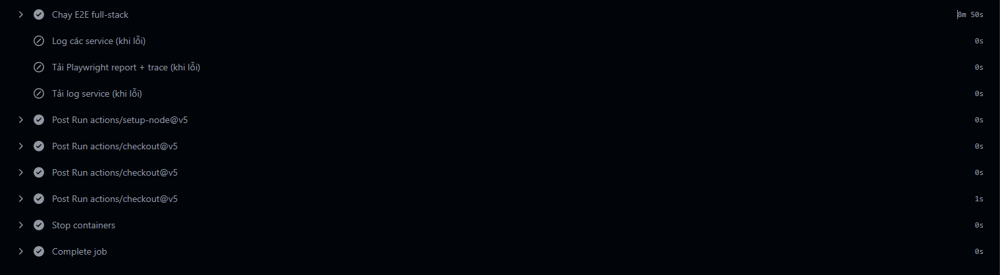 Chạy E2E full-stack 8m 50s
Log các service (khi lỗi) 0s
Tải Playwright report + trace (khi lỗi) 0s
Tải log service (khi lỗi) 0s
Post Run actions/setup-node@v5 0s
Post Run actions/checkout@v5 0s
Post Run actions/checkout@v5 0s
Post Run actions/checkout@v5 1s
Stop containers 0s
Complete job 0s